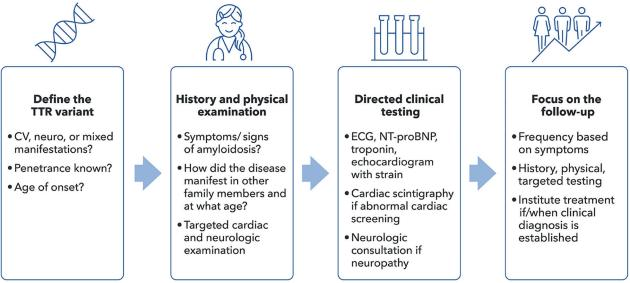 Define the
TTR variant
• CV, neuro, or mixed
manifestations?
• Penetrance known?
• Age of onset?
History and physical
examination
• Symptoms/ signs
of amyloidosis?
• How did the disease
manifest in other
family members and
at what age?
• Targeted cardiac
and neurologic
examination
Directed clinical
testing
• ECG, NT-proBNP,
troponin,
echocardiogram
with strain
• Cardiac scintigraphy
if abnormal cardiac
screening
• Neurologic
consultation if
neuropathy
Focus on the
follow-up
• Frequency based
on symptoms
• History, physical,
targeted testing
• Institute treatment
if/when clinical
diagnosis is
established